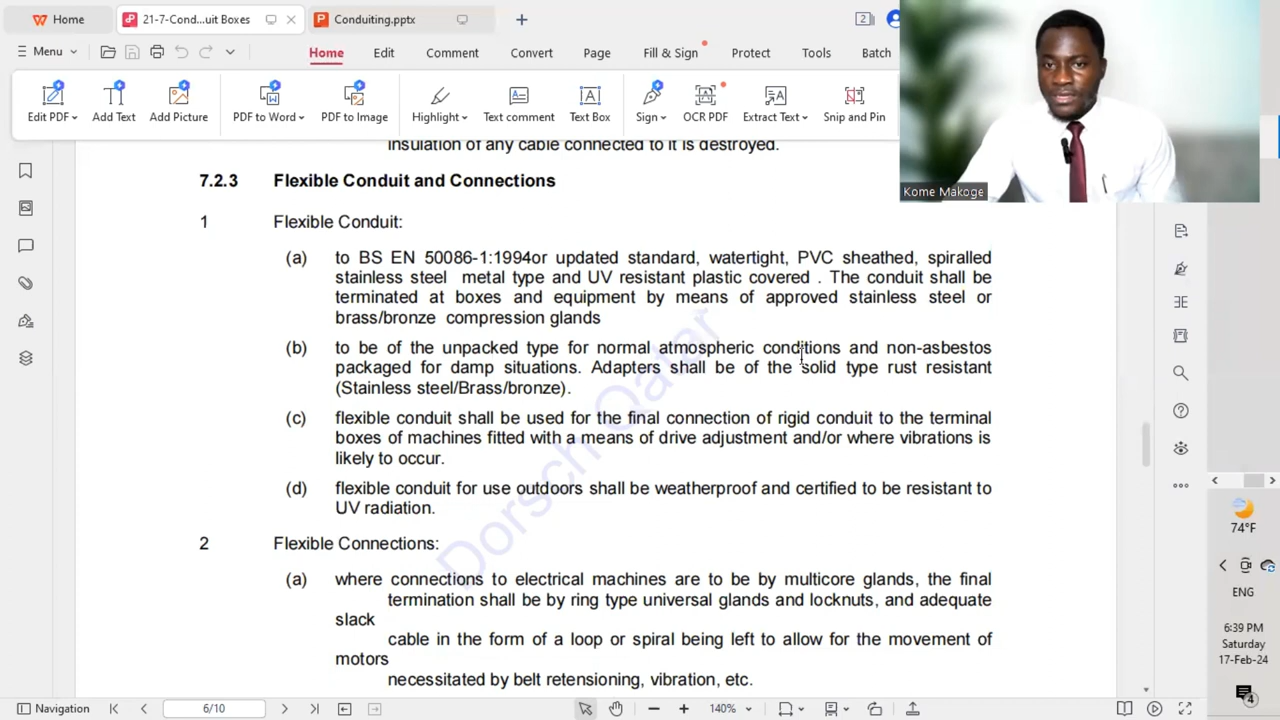 Home
21-7-Cond...uit Boxes
Conduiting.pptx
2
Menu
Home
Edit
Comment
Convert
Page
Fill & Sign
Protect
Tools
Batch
Edit PDF
Add Text
Add Picture
PDF to Word
PDF to Image
Highlight
Text comment
Text Box
Sign
OCR PDF
Extract Text
Snip and Pin
Kome Makoge
insulation of any cable connected to it is destroyed.
7.2.3 Flexible Conduit and Connections
1 Flexible Conduit:
(a) to BS EN 50086-1:1994or updated standard, watertight, PVC sheathed, spiralled
stainless steel metal type and UV resistant plastic covered . The conduit shall be
terminated at boxes and equipment by means of approved stainless steel or
brass/bronze compression glands
(b) to be of the unpacked type for normal atmospheric conditions and non-asbestos
packaged for damp situations. Adapters shall be of the solid type rust resistant
(Stainless steel/Brass/bronze).
(c) flexible conduit shall be used for the final connection of rigid conduit to the terminal
boxes of machines fitted with a means of drive adjustment and/or where vibrations is
likely to occur.
(d) flexible conduit for use outdoors shall be weatherproof and certified to be resistant to
UV radiation.
2 Flexible Connections:
(a) where connections to electrical machines are to be by multicore glands, the final
termination shall be by ring type universal glands and locknuts, and adequate
slack
cable in the form of a loop or spiral being left to allow for the movement of
motors
necessitated by belt retensioning, vibration, etc.
Dorsch Qatar
74°F
ENG
6:39 PM
Saturday
17-Feb-24
4
Navigation
6/10
140%